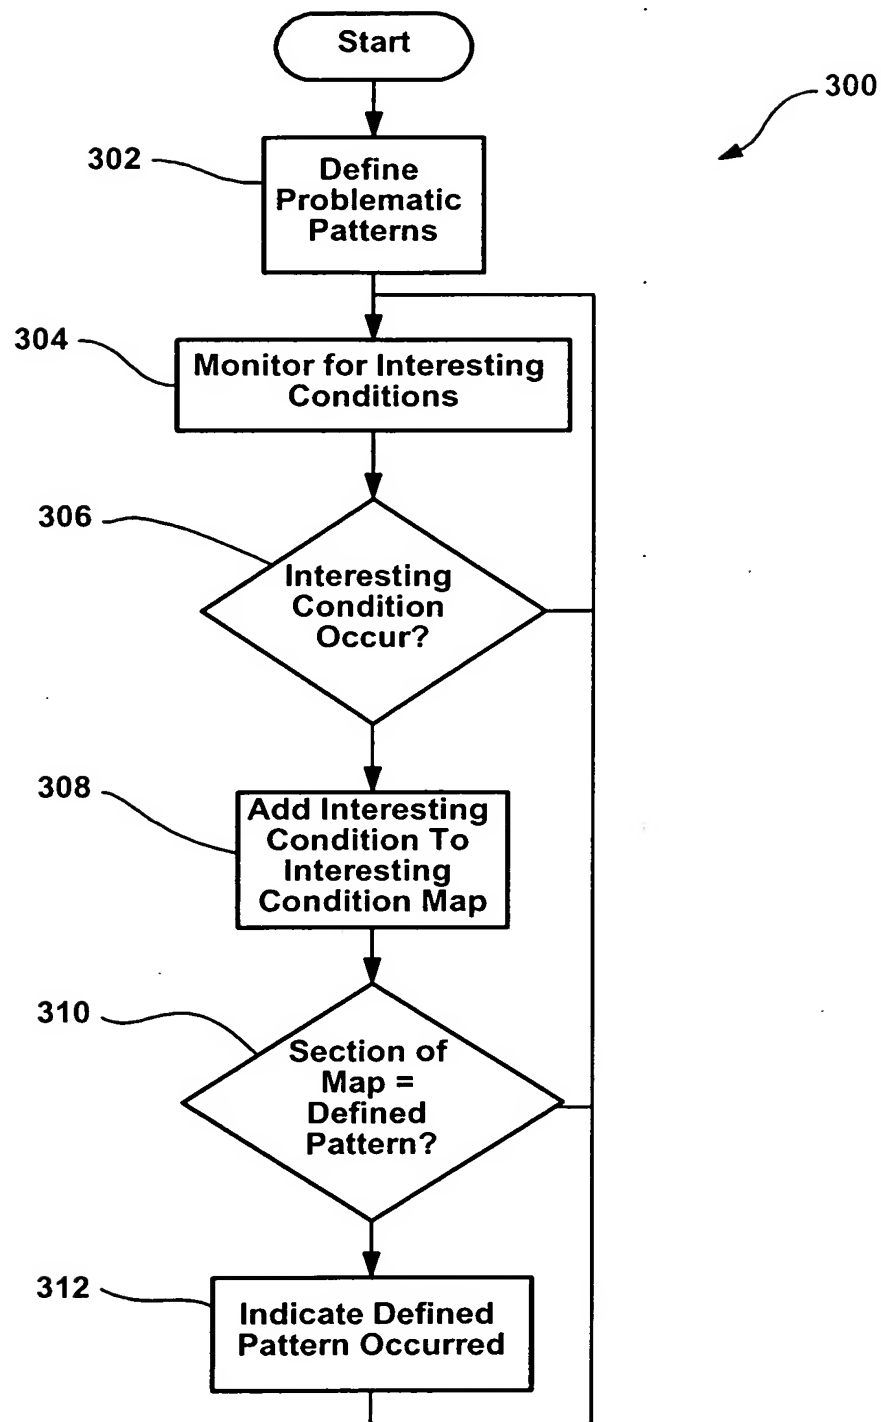 Start
300
302
Define
Problematic
Patterns
304
Monitor for Interesting
Conditions
306
Interesting
Condition
Occur?
308
Add Interesting
Condition To
Interesting
Condition Map
310
Section of
Map =
Defined
Pattern?
312
Indicate Defined
Pattern Occurred